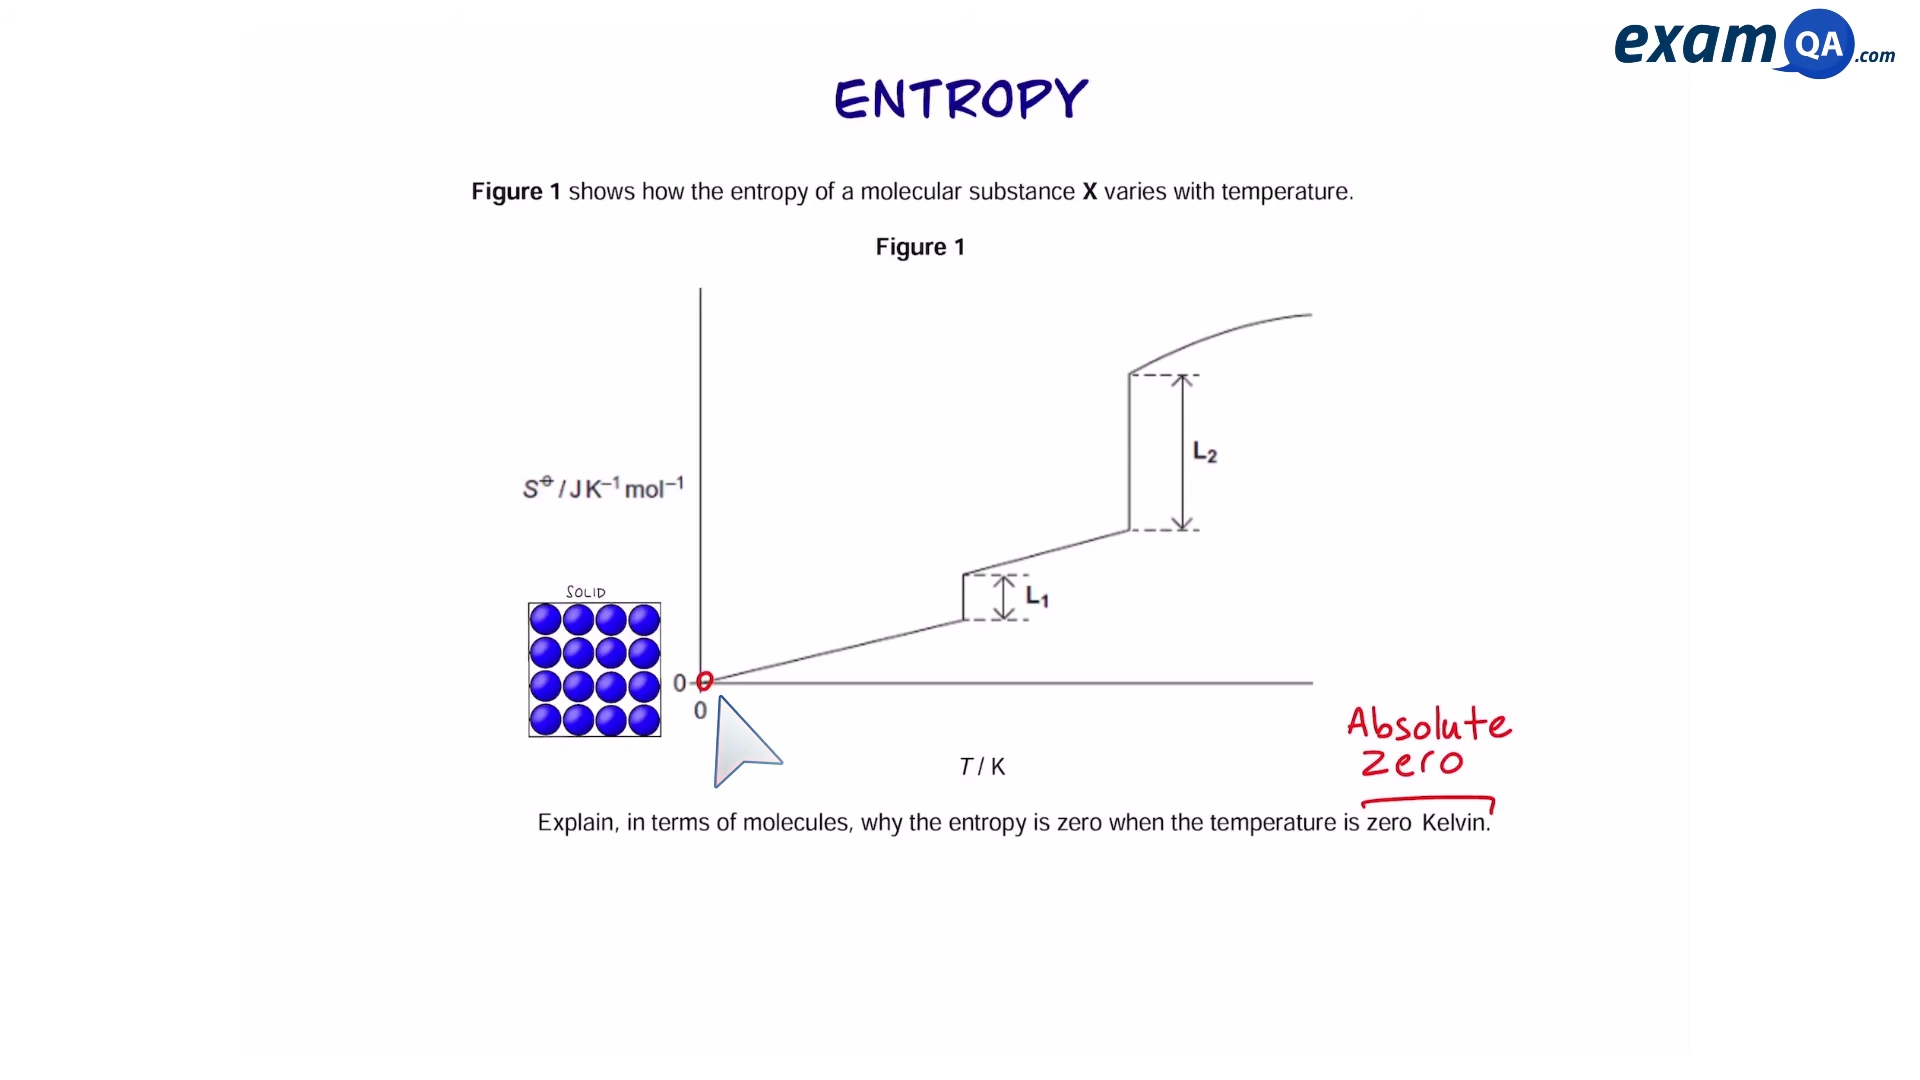 examQA.com
ENTROPY
Figure 1 shows how the entropy of a molecular substance X varies with temperature.
Figure 1
L₂
S⦵ / J K⁻¹ mol⁻¹
SOLID
L₁
0
0
Absolute
zero
T / K
Explain, in terms of molecules, why the entropy is zero when the temperature is zero Kelvin.